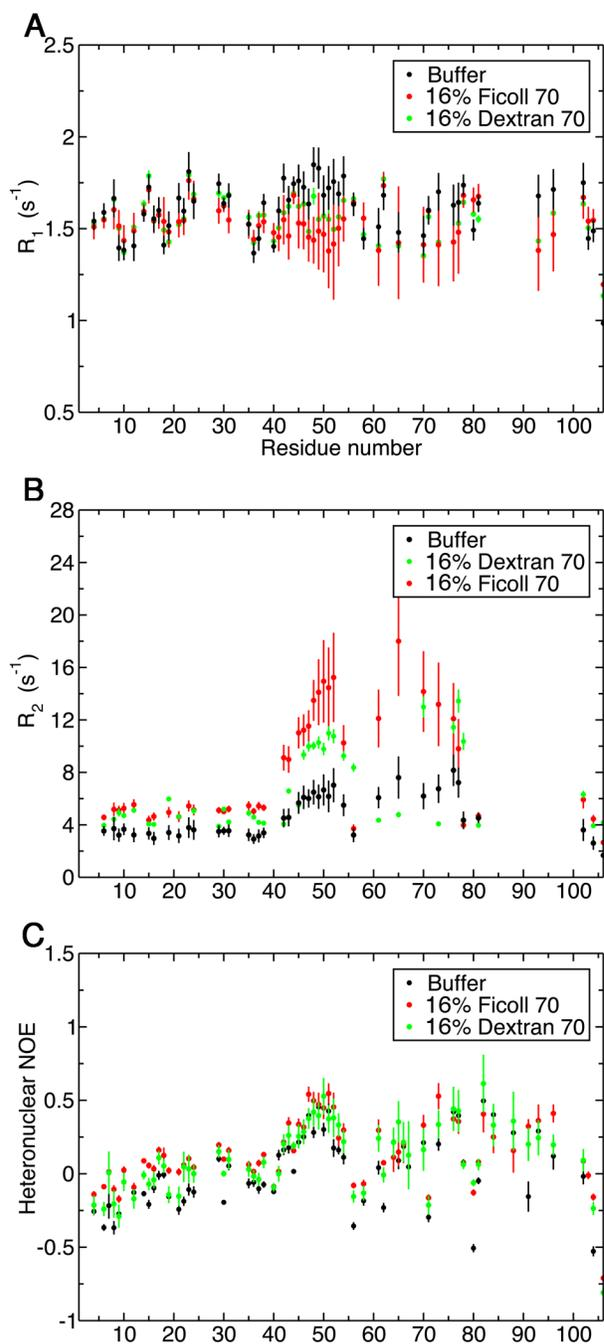 A
2.5
2
1.5
1
0.5
R1 (s-1)
Buffer
16% Ficoll 70
16% Dextran 70
10 20 30 40 50 60 70 80 90 100
Residue number
B
28
24
20
16
12
8
4
0
R2 (s-1)
Buffer
16% Dextran 70
16% Ficoll 70
10 20 30 40 50 60 70 80 90 100
C
1.5
1
0.5
0
-0.5
-1
Heteronuclear NOE
Buffer
16% Ficoll 70
16% Dextran 70
10 20 30 40 50 60 70 80 90 100